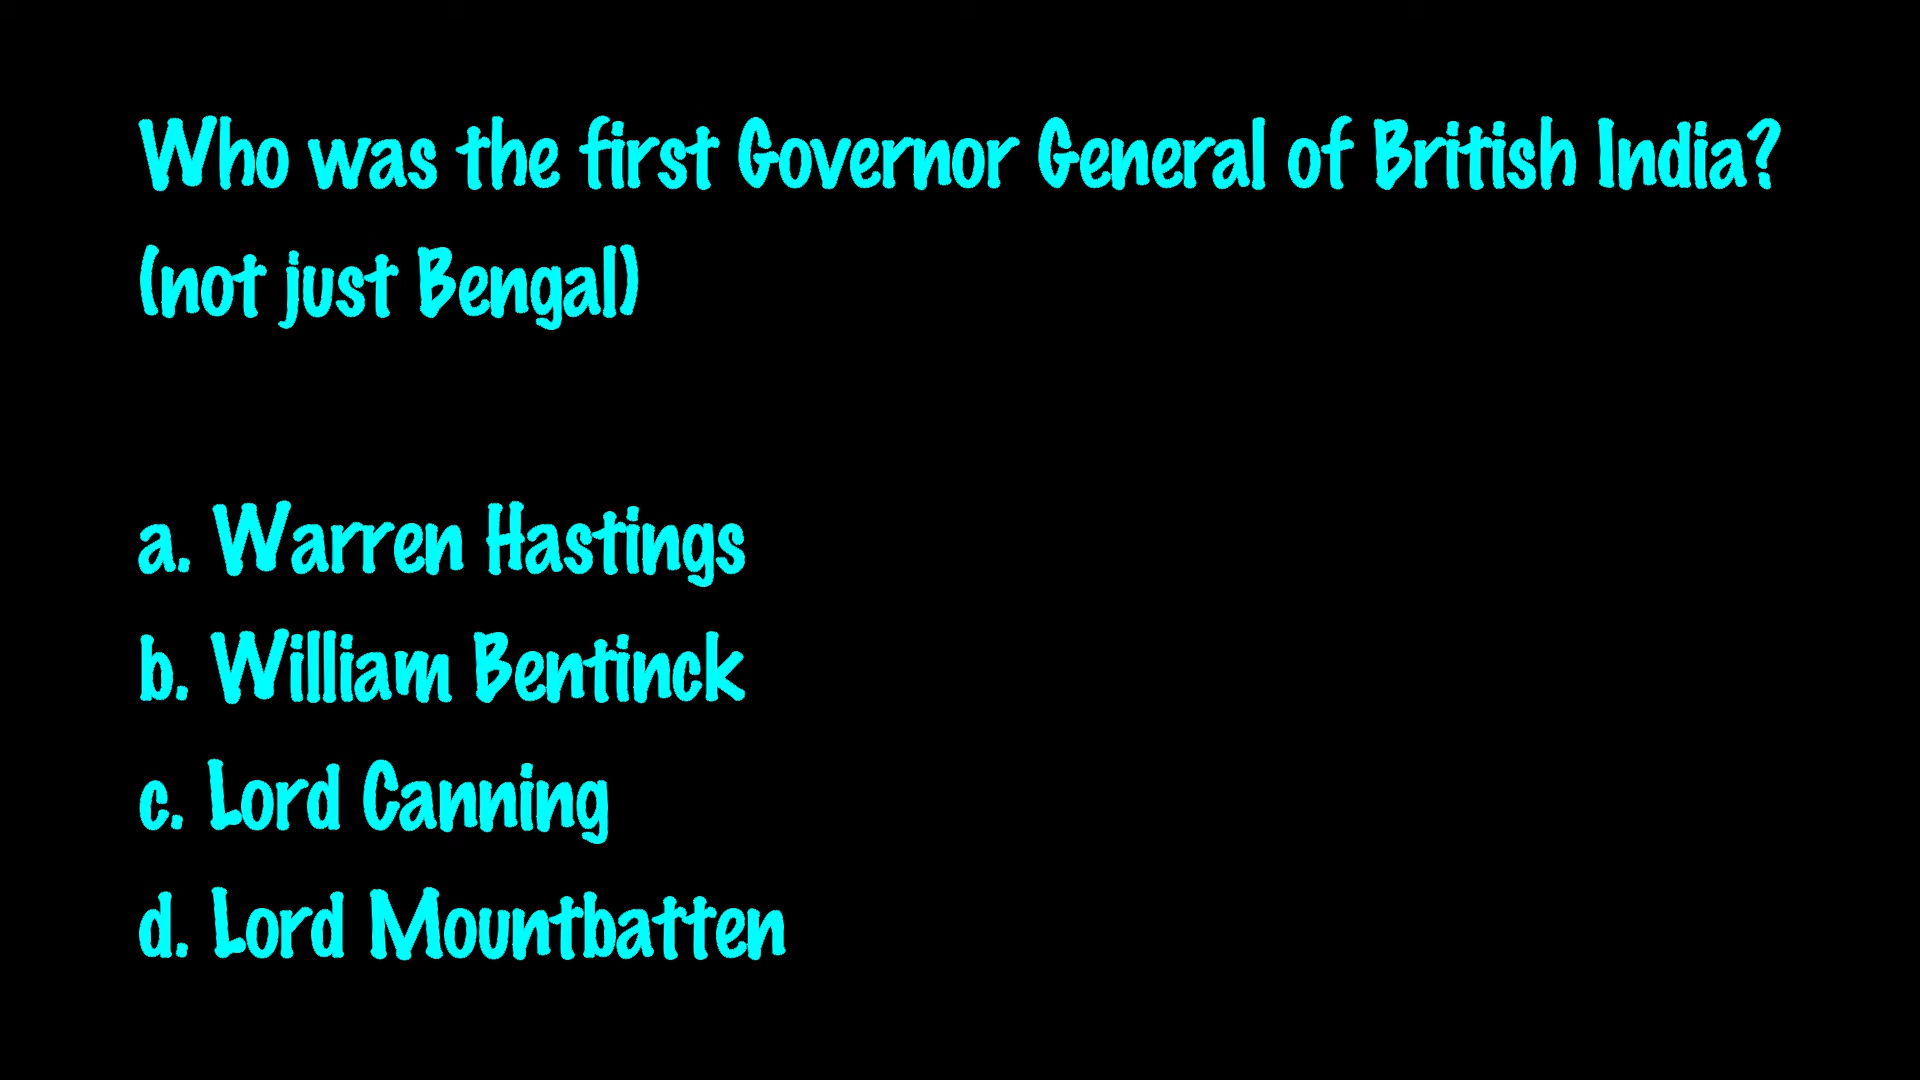 Who was the first Governor General of British India?
(not just Bengal)
a. Warren Hastings
b. William Bentinck
c. Lord Canning
d. Lord Mountbatten